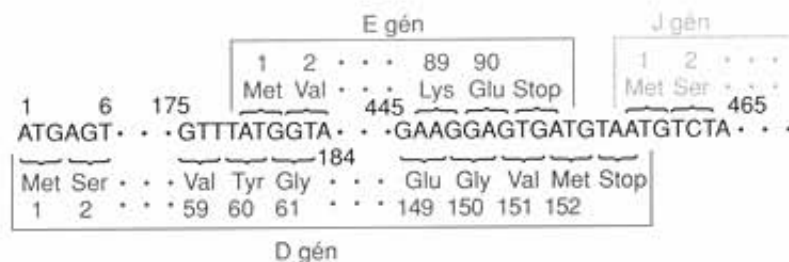 E gén J gén
1 2 · · · 89 90 1 2 · · ·
Met Val · · · Lys Glu Stop Met Ser · · ·
1 6 175 445 465
ATGAGT · · · GTTTATGGTA · · · GAAGGAGTGATGTAATGTCTA · · ·
184
Met Ser · · · Val Tyr Gly · · · Glu Gly Val Met Stop
1 2 · · · 59 60 61 · · · 149 150 151 152
D gén